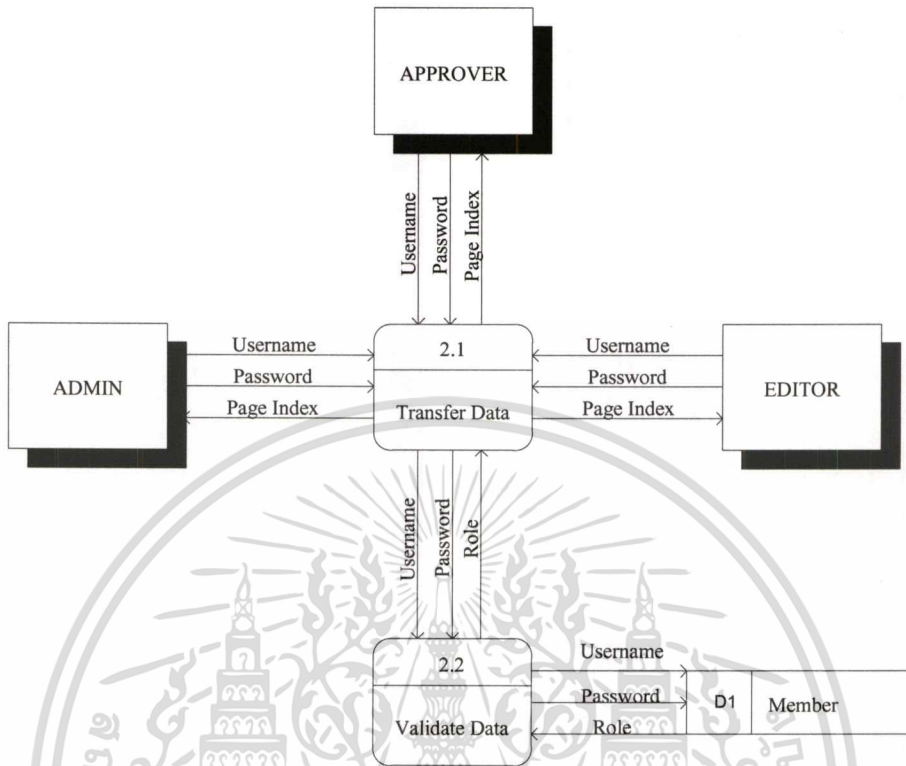 APPROVER
Username
Password
Page Index
ADMIN
Username
Password
Page Index
2.1
Transfer Data
Username
Password
Page Index
EDITOR
Username
Password
Role
2.2
Validate Data
Username
Password
Role
D1
Member